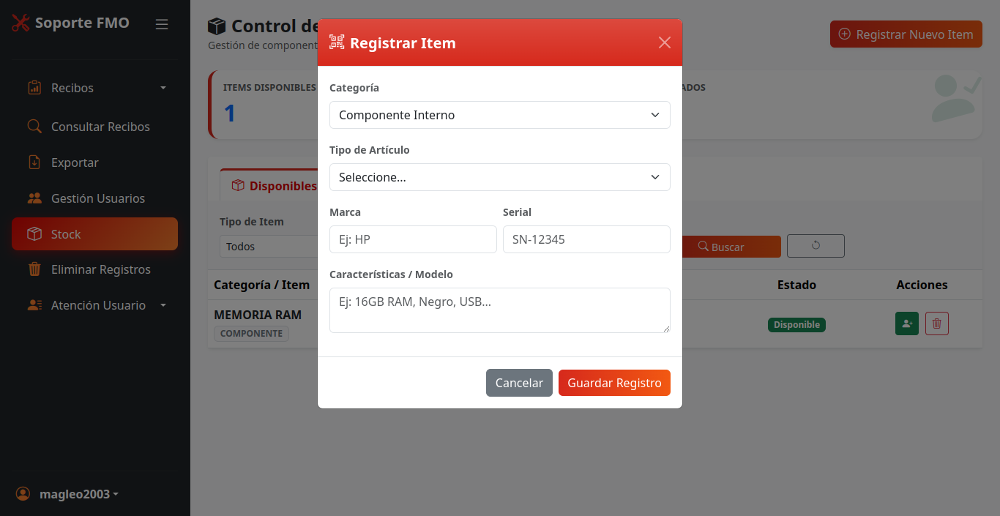 Soporte FMO
Recibos
Consultar Recibos
Exportar
Gestión Usuarios
Stock
Eliminar Registros
Atención Usuario
magleo2003
Control de
Gestión de component
Registrar Nuevo Item
ITEMS DISPONIBLES
1
ADOS
Disponibles
Tipo de Item
Todos
Buscar
Categoría / Item
Estado
Acciones
MEMORIA RAM
COMPONENTE
Disponible
Registrar Item
Categoría
Componente Interno
Tipo de Artículo
Seleccione...
Marca
Serial
Ej: HP
SN-12345
Características / Modelo
Ej: 16GB RAM, Negro, USB...
Cancelar
Guardar Registro